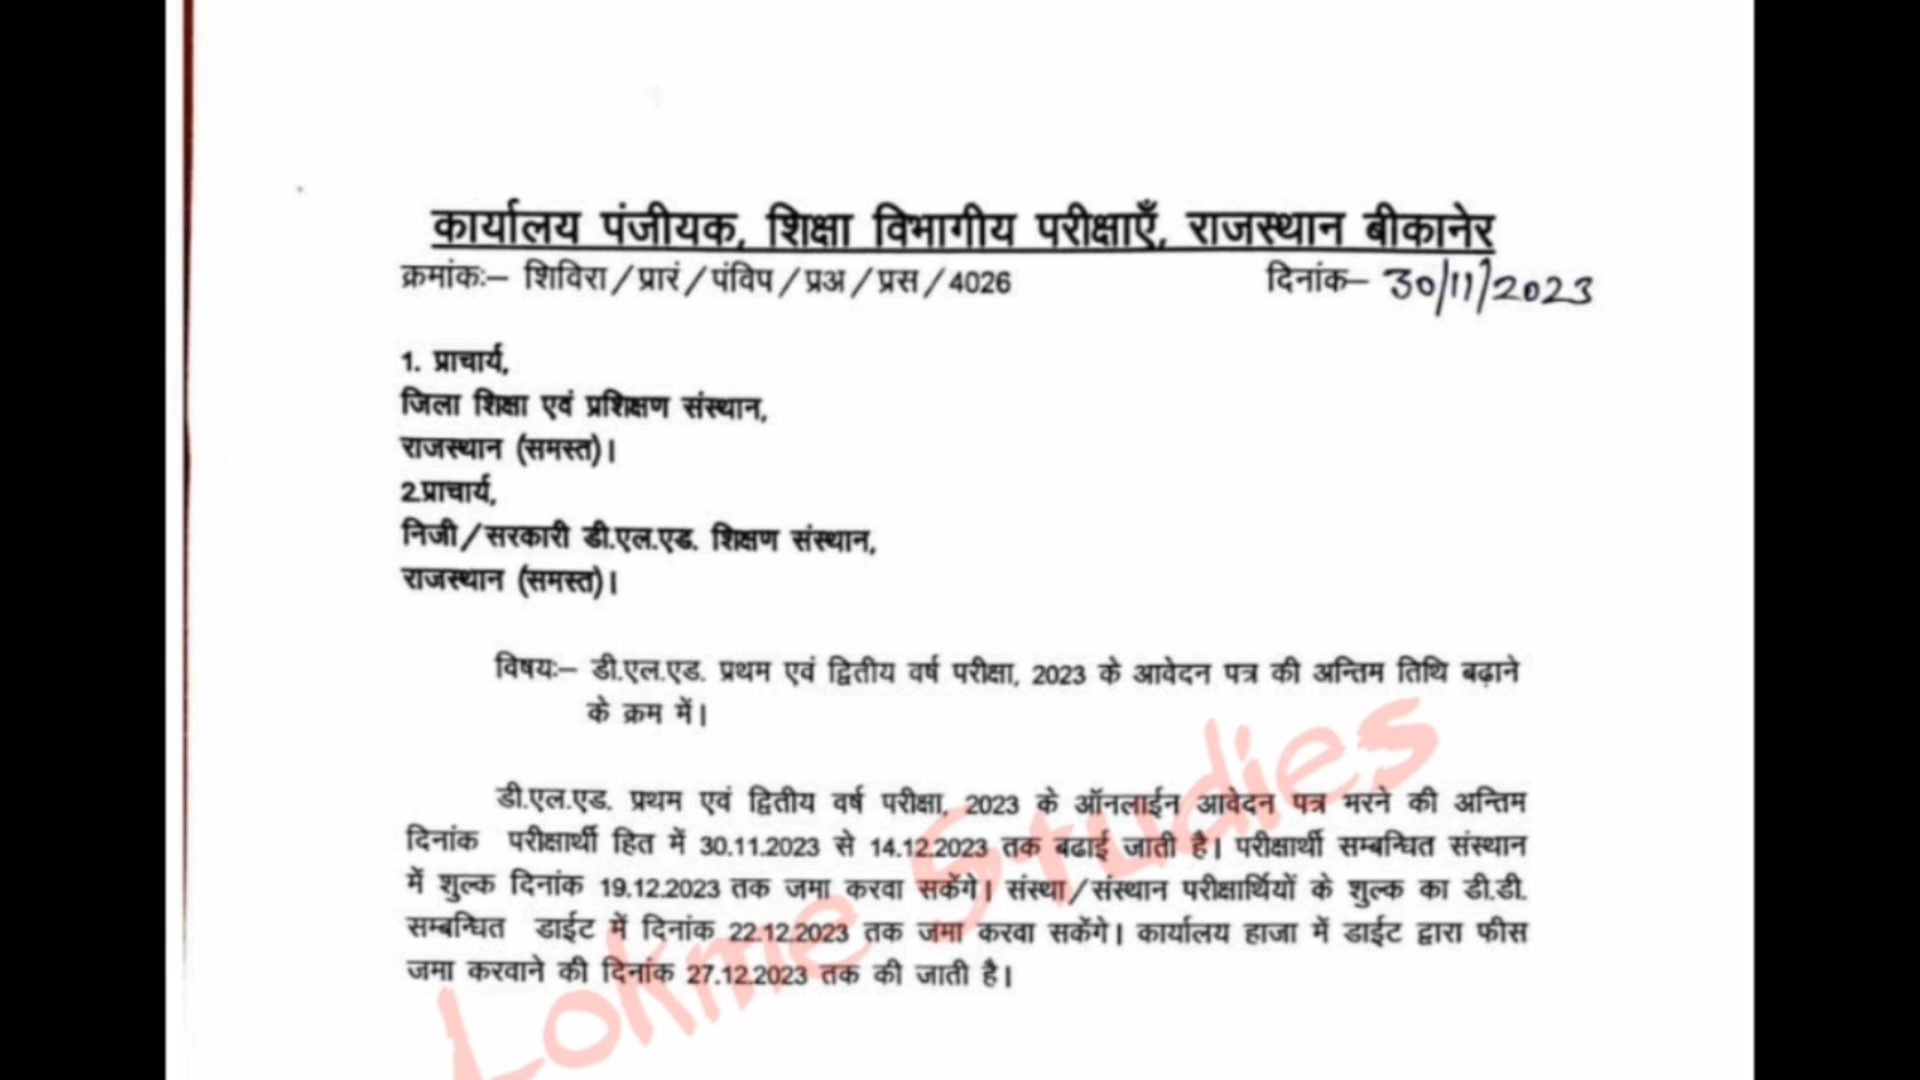 कार्यालय पंजीयक, शिक्षा विभागीय परीक्षाएँ, राजस्थान बीकानेर
क्रमांकः– शिविरा/प्रारं/पंविप/प्रअ/प्रस/4026 दिनांक– 30/11/2023
1. प्राचार्य,
जिला शिक्षा एवं प्रशिक्षण संस्थान,
राजस्थान (समस्त)।
2.प्राचार्य,
निजी/सरकारी डी.एल.एड. शिक्षण संस्थान,
राजस्थान (समस्त)।
विषयः– डी.एल.एड. प्रथम एवं द्वितीय वर्ष परीक्षा, 2023 के आवेदन पत्र की अन्तिम तिथि बढ़ाने
के क्रम में।
डी.एल.एड. प्रथम एवं द्वितीय वर्ष परीक्षा, 2023 के ऑनलाईन आवेदन पत्र भरने की अन्तिम
दिनांक परीक्षार्थी हित में 30.11.2023 से 14.12.2023 तक बढाई जाती है। परीक्षार्थी सम्बन्धित संस्थान
में शुल्क दिनांक 19.12.2023 तक जमा करवा सकेंगे। संस्था/संस्थान परीक्षार्थियों के शुल्क का डी.डी.
सम्बन्धित डाईट में दिनांक 22.12.2023 तक जमा करवा सकेंगे। कार्यालय हाजा में डाईट द्वारा फीस
जमा करवाने की दिनांक 27.12.2023 तक की जाती है।
Lokme Studies